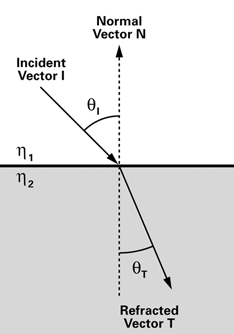 Normal
Vector N
Incident
Vector I
θI
η1
η2
θT
Refracted
Vector T